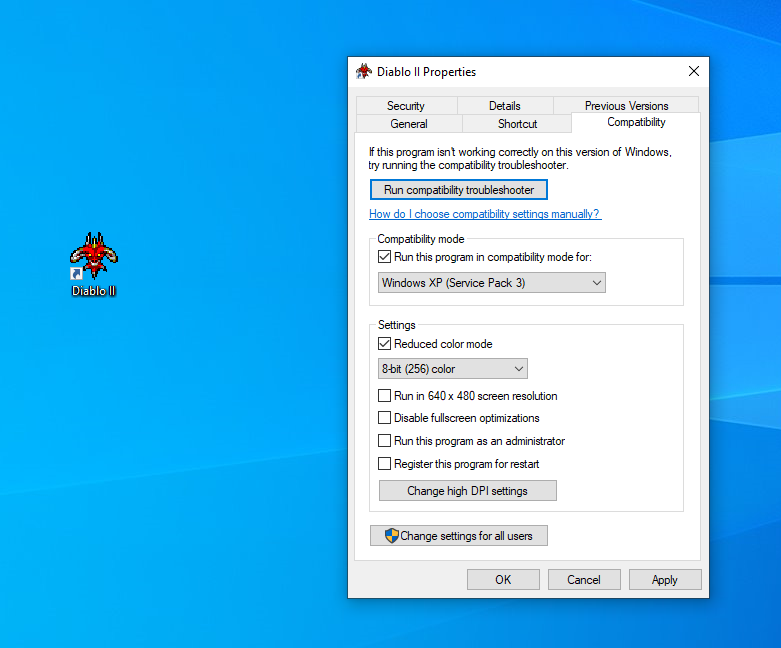 Diablo II Properties
Security Details Previous Versions
General Shortcut Compatibility
If this program isn't working correctly on this version of Windows,
try running the compatibility troubleshooter.
Run compatibility troubleshooter
How do I choose compatibility settings manually?
Compatibility mode
Run this program in compatibility mode for:
Windows XP (Service Pack 3)
Settings
Reduced color mode
8-bit (256) color
Run in 640 x 480 screen resolution
Disable fullscreen optimizations
Run this program as an administrator
Register this program for restart
Change high DPI settings
Change settings for all users
OK Cancel Apply
Diablo II